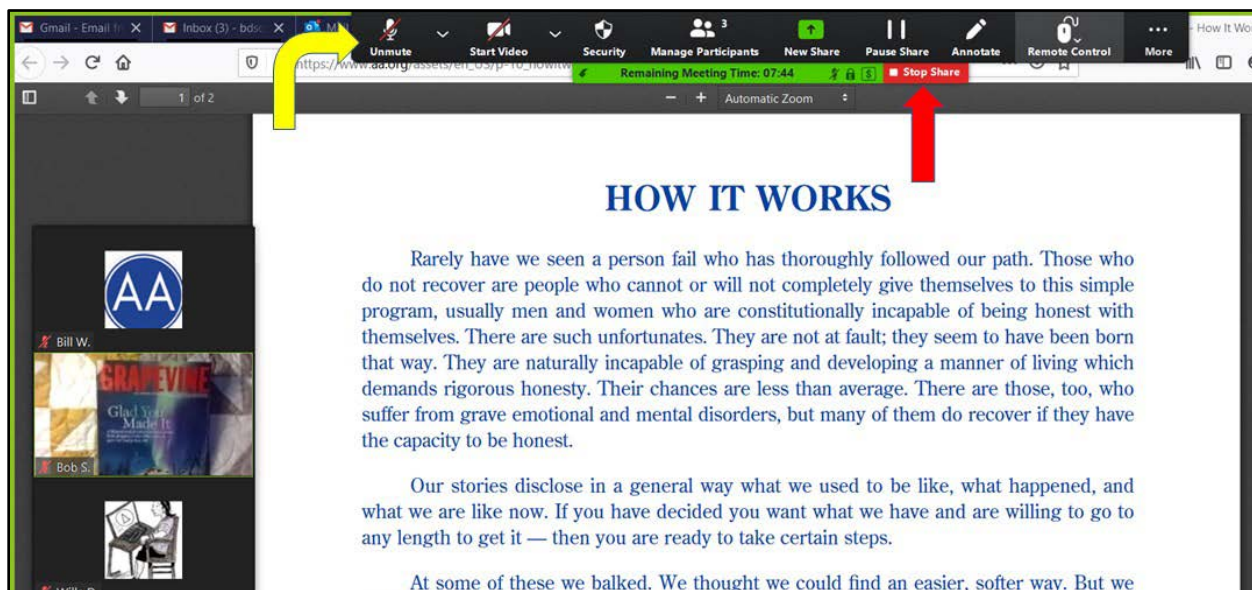 Gmail - Email
Inbox (3) - bds
How It Wo
3
Unmute
Start Video
Security
Manage Participants
New Share
Pause Share
Annotate
Remote Control
More
Remaining Meeting Time: 07:44
Stop Share
1 of 2
Automatic Zoom
HOW IT WORKS
Rarely have we seen a person fail who has thoroughly followed our path. Those who
do not recover are people who cannot or will not completely give themselves to this simple
program, usually men and women who are constitutionally incapable of being honest with
themselves. There are such unfortunates. They are not at fault; they seem to have been born
that way. They are naturally incapable of grasping and developing a manner of living which
demands rigorous honesty. Their chances are less than average. There are those, too, who
suffer from grave emotional and mental disorders, but many of them do recover if they have
the capacity to be honest.
Our stories disclose in a general way what we used to be like, what happened, and
what we are like now. If you have decided you want what we have and are willing to go to
any length to get it — then you are ready to take certain steps.
At some of these we balked. We thought we could find an easier, softer way. But we
AA
Bill W.
GRAPEVINE
Glad You
Made It
Bob S.